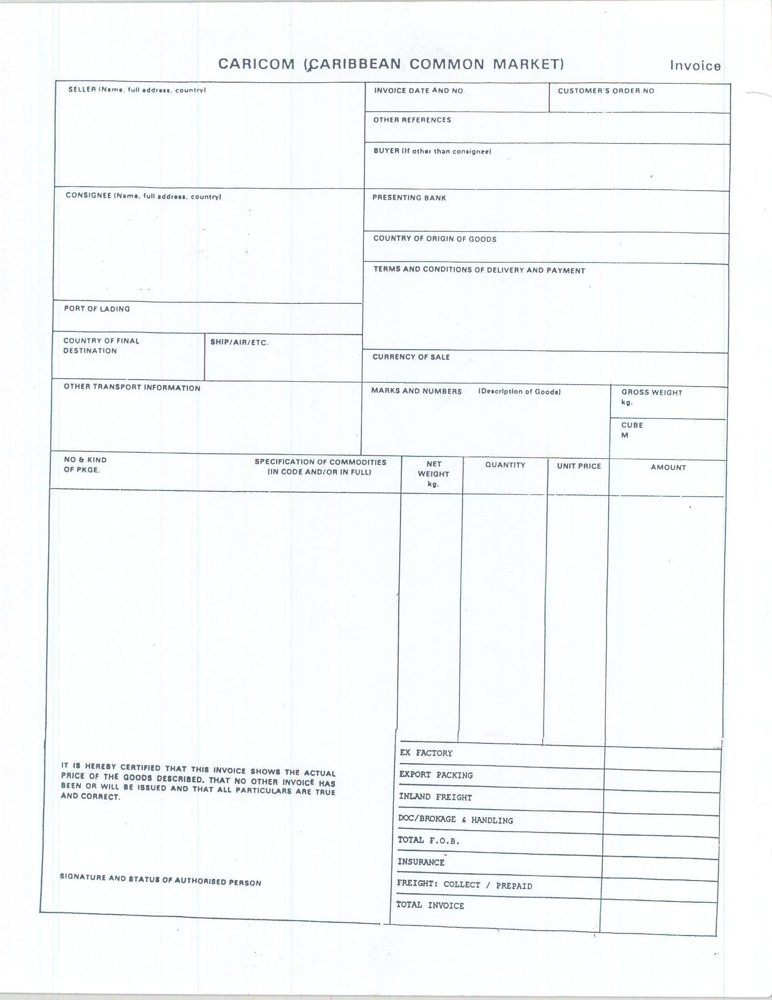 CARICOM (CARIBBEAN COMMON MARKET)
Invoice
SELLER (Name, full address, country)
INVOICE DATE AND NO.
CUSTOMER'S ORDER NO
OTHER REFERENCES
BUYER (If other than consignee)
CONSIGNEE (Name, full address, country)
PRESENTING BANK
COUNTRY OF ORIGIN OF GOODS
TERMS AND CONDITIONS OF DELIVERY AND PAYMENT
PORT OF LADING
COUNTRY OF FINAL
DESTINATION
SHIP/AIR/ETC.
CURRENCY OF SALE
OTHER TRANSPORT INFORMATION
MARKS AND NUMBERS (Description of Goods)
GROSS WEIGHT
kg.
CUBE
M
NO & KIND
OF PKGE.
SPECIFICATION OF COMMODITIES
(IN CODE AND/OR IN FULL)
NET
WEIGHT
kg.
QUANTITY
UNIT PRICE
AMOUNT
IT IS HEREBY CERTIFIED THAT THIS INVOICE SHOWS THE ACTUAL
PRICE OF THE GOODS DESCRIBED, THAT NO OTHER INVOICE HAS
BEEN OR WILL BE ISSUED AND THAT ALL PARTICULARS ARE TRUE
AND CORRECT.
SIGNATURE AND STATUS OF AUTHORISED PERSON
EX FACTORY
EXPORT PACKING
INLAND FREIGHT
DOC/BROKAGE & HANDLING
TOTAL F.O.B.
INSURANCE
FREIGHT: COLLECT / PREPAID
TOTAL INVOICE